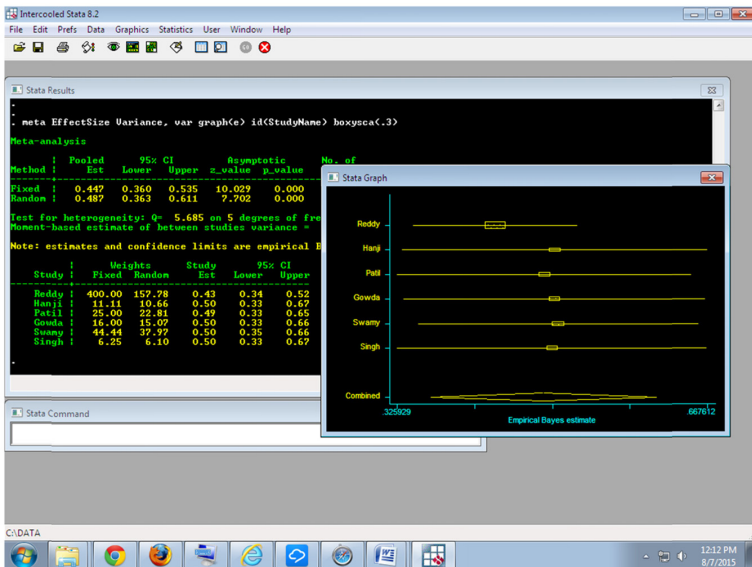 Intercooled Stata 8.2
File Edit Prefs Data Graphics Statistics User Window Help
Stata Results
. meta EffectSize Variance, var graph(e) id(StudyName) boxysca(.3)
Meta-analysis
Pooled 95% CI Asymptotic No. of
Method | Est Lower Upper z_value p_value
Fixed | 0.447 0.360 0.535 10.029 0.000
Random | 0.487 0.363 0.611 7.702 0.000
Test for heterogeneity: Q= 5.685 on 5 degrees of fre
Moment-based estimate of between studies variance =
Note: estimates and confidence limits are empirical B
Weights Study 95% CI
Study | Fixed Random Est Lower Upper
Reddy | 400.00 157.78 0.43 0.34 0.52
Hanji | 11.11 10.66 0.50 0.33 0.67
Patil | 25.00 22.81 0.49 0.33 0.65
Gowda | 16.00 15.07 0.50 0.33 0.66
Swamy | 44.44 37.97 0.50 0.35 0.66
Singh | 6.25 6.10 0.50 0.33 0.67
Stata Graph
Reddy
Hanji
Patil
Gowda
Swamy
Singh
Combined
.325929 .667612
Empirical Bayes estimate
Stata Command
C:\DATA
12:12 PM
8/7/2015